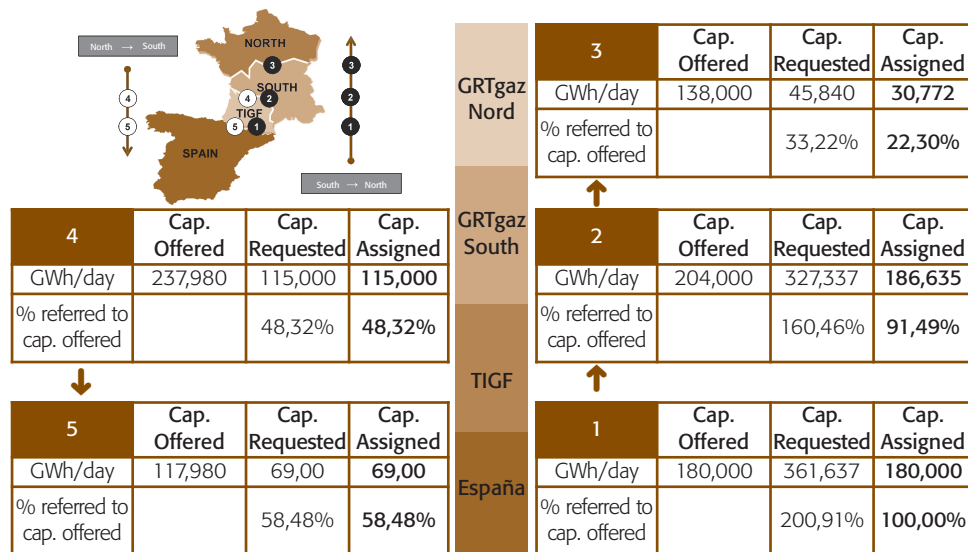 North → South
NORTH
3
SOUTH
4
2
TIGF
5
1
SPAIN
4
5
3
2
1
South → North
GRTgaz
Nord
GRTgaz
South
TIGF
España
3 Cap. Offered Cap. Requested Cap. Assigned
GWh/day 138,000 45,840 30,772
% referred to cap. offered 33,22% 22,30%
4 Cap. Offered Cap. Requested Cap. Assigned
GWh/day 237,980 115,000 115,000
% referred to cap. offered 48,32% 48,32%
2 Cap. Offered Cap. Requested Cap. Assigned
GWh/day 204,000 327,337 186,635
% referred to cap. offered 160,46% 91,49%
5 Cap. Offered Cap. Requested Cap. Assigned
GWh/day 117,980 69,00 69,00
% referred to cap. offered 58,48% 58,48%
1 Cap. Offered Cap. Requested Cap. Assigned
GWh/day 180,000 361,637 180,000
% referred to cap. offered 200,91% 100,00%